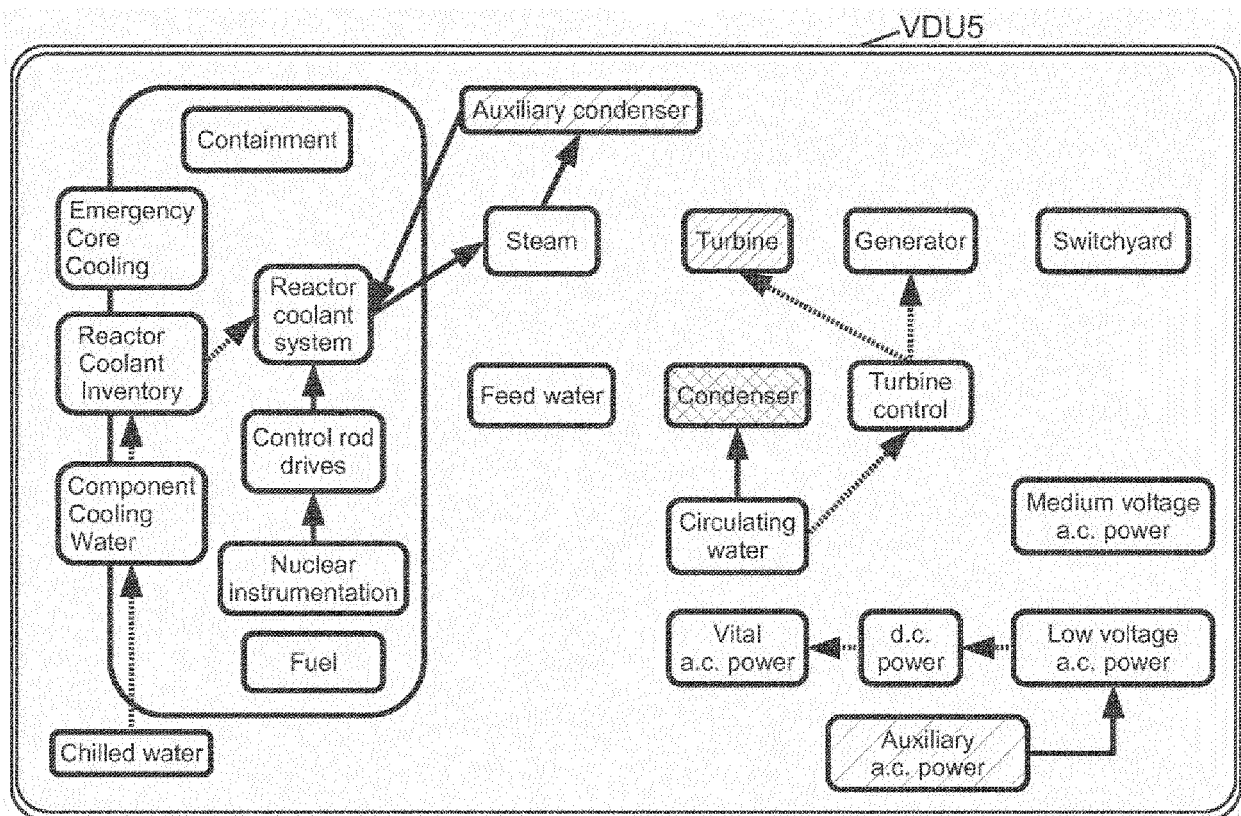 VDU5
Containment
Auxiliary condenser
Emergency
Core
Cooling
Steam
Turbine
Generator
Switchyard
Reactor
coolant
system
Reactor
Coolant
Inventory
Feed water
Condenser
Turbine
control
Control rod
drives
Component
Cooling
Water
Circulating
water
Medium voltage
a.c. power
Nuclear
instrumentation
Fuel
Vital
a.c. power
d.c.
power
Low voltage
a.c. power
Chilled water
Auxiliary
a.c. power